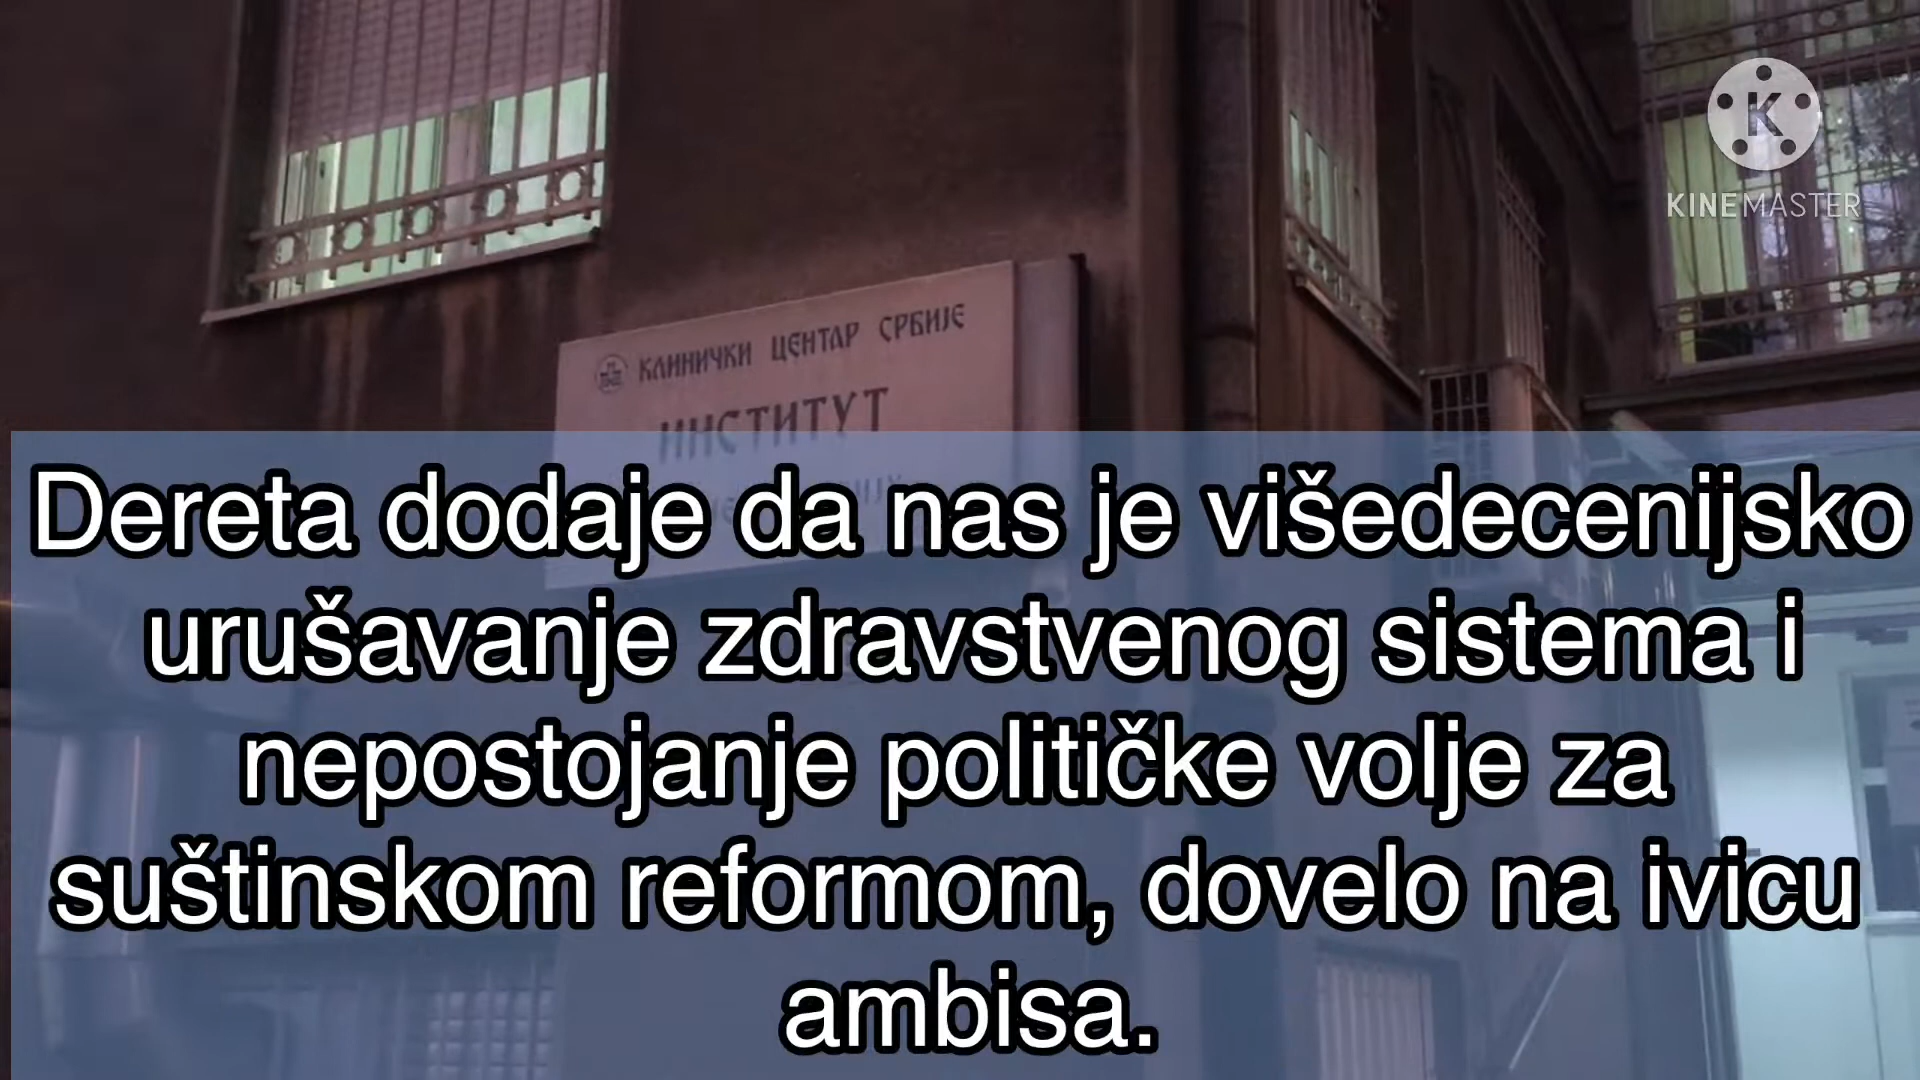 KINEMASTER
КЛИНИЧКИ ЦЕНТАР СРБИЈЕ
ИНСТИТУТ
Dereta dodaje da nas je višedecenijsko
urušavanje zdravstvenog sistema i
nepostojanje političke volje za
suštinskom reformom, dovelo na ivicu
ambisa.